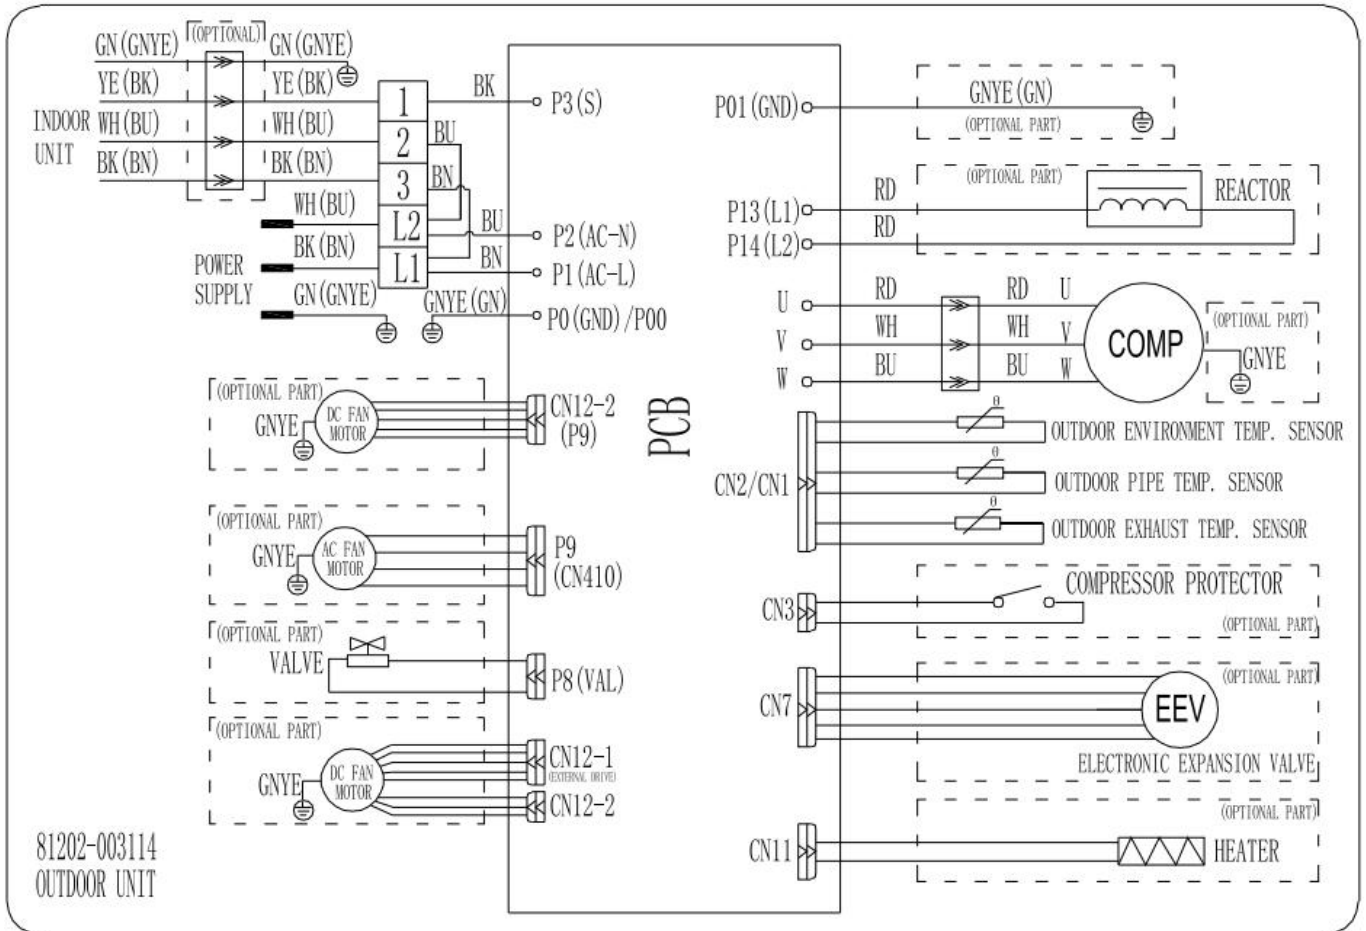 (OPTIONAL)
GN(GNYE) GN(GNYE)
YE(BK) YE(BK)
INDOOR UNIT
WH(BU) WH(BU)
BK(BN) BK(BN)
1
2
3
L2
L1
BK
BU
BN
BU
BN
P3(S)
P2(AC-N)
P1(AC-L)
P0(GND)/P00
POWER SUPPLY
WH(BU)
BK(BN)
GN(GNYE)
GNYE(GN)
(OPTIONAL PART)
GNYE
DC FAN
MOTOR
CN12-2
(P9)
(OPTIONAL PART)
GNYE
AC FAN
MOTOR
P9
(CN410)
(OPTIONAL PART)
VALVE
P8(VAL)
(OPTIONAL PART)
GNYE
DC FAN
MOTOR
CN12-1
(EXTERNAL DRIVE)
CN12-2
81202-003114
OUTDOOR UNIT
PCB
P01(GND)
GNYE(GN)
(OPTIONAL PART)
P13(L1)
P14(L2)
RD
RD
(OPTIONAL PART)
REACTOR
U RD RD U
V WH WH V
W BU BU W
COMP
(OPTIONAL PART)
GNYE
CN2/CN1
θ
OUTDOOR ENVIRONMENT TEMP. SENSOR
θ
OUTDOOR PIPE TEMP. SENSOR
θ
OUTDOOR EXHAUST TEMP. SENSOR
CN3
COMPRESSOR PROTECTOR
(OPTIONAL PART)
CN7
(OPTIONAL PART)
EEV
ELECTRONIC EXPANSION VALVE
CN11
(OPTIONAL PART)
HEATER